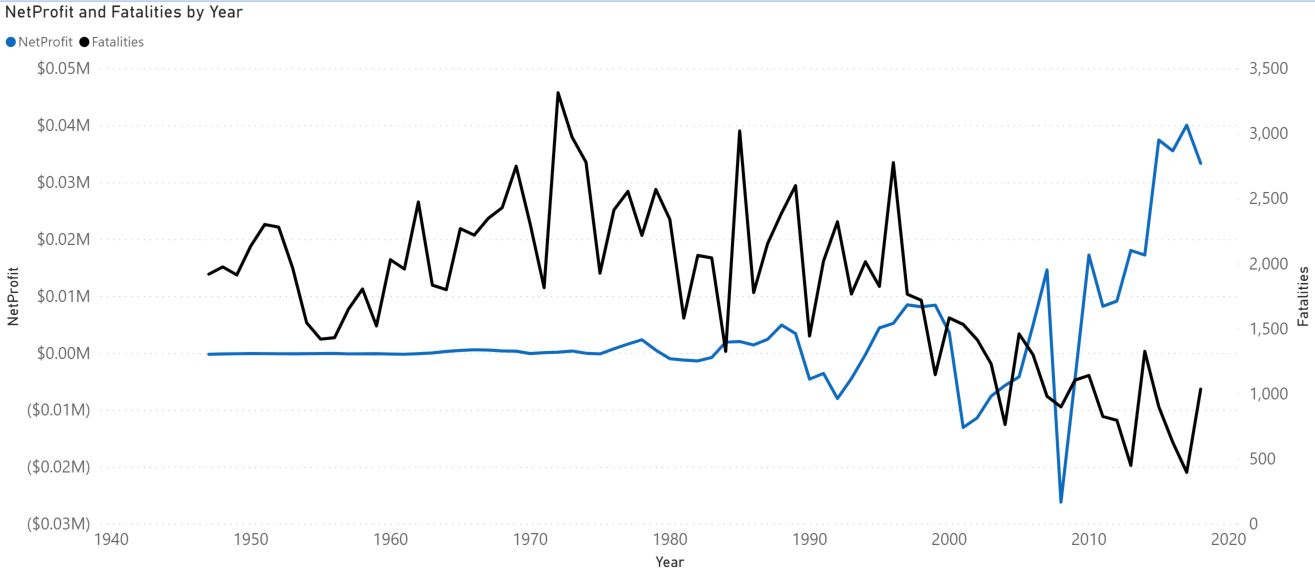 NetProfit and Fatalities by Year
NetProfit Fatalities
$0.05M
$0.04M
$0.03M
$0.02M
$0.01M
$0.00M
($0.01M)
($0.02M)
($0.03M)
NetProfit
3,500
3,000
2,500
2,000
1,500
1,000
500
0
Fatalities
1940 1950 1960 1970 1980 1990 2000 2010 2020
Year